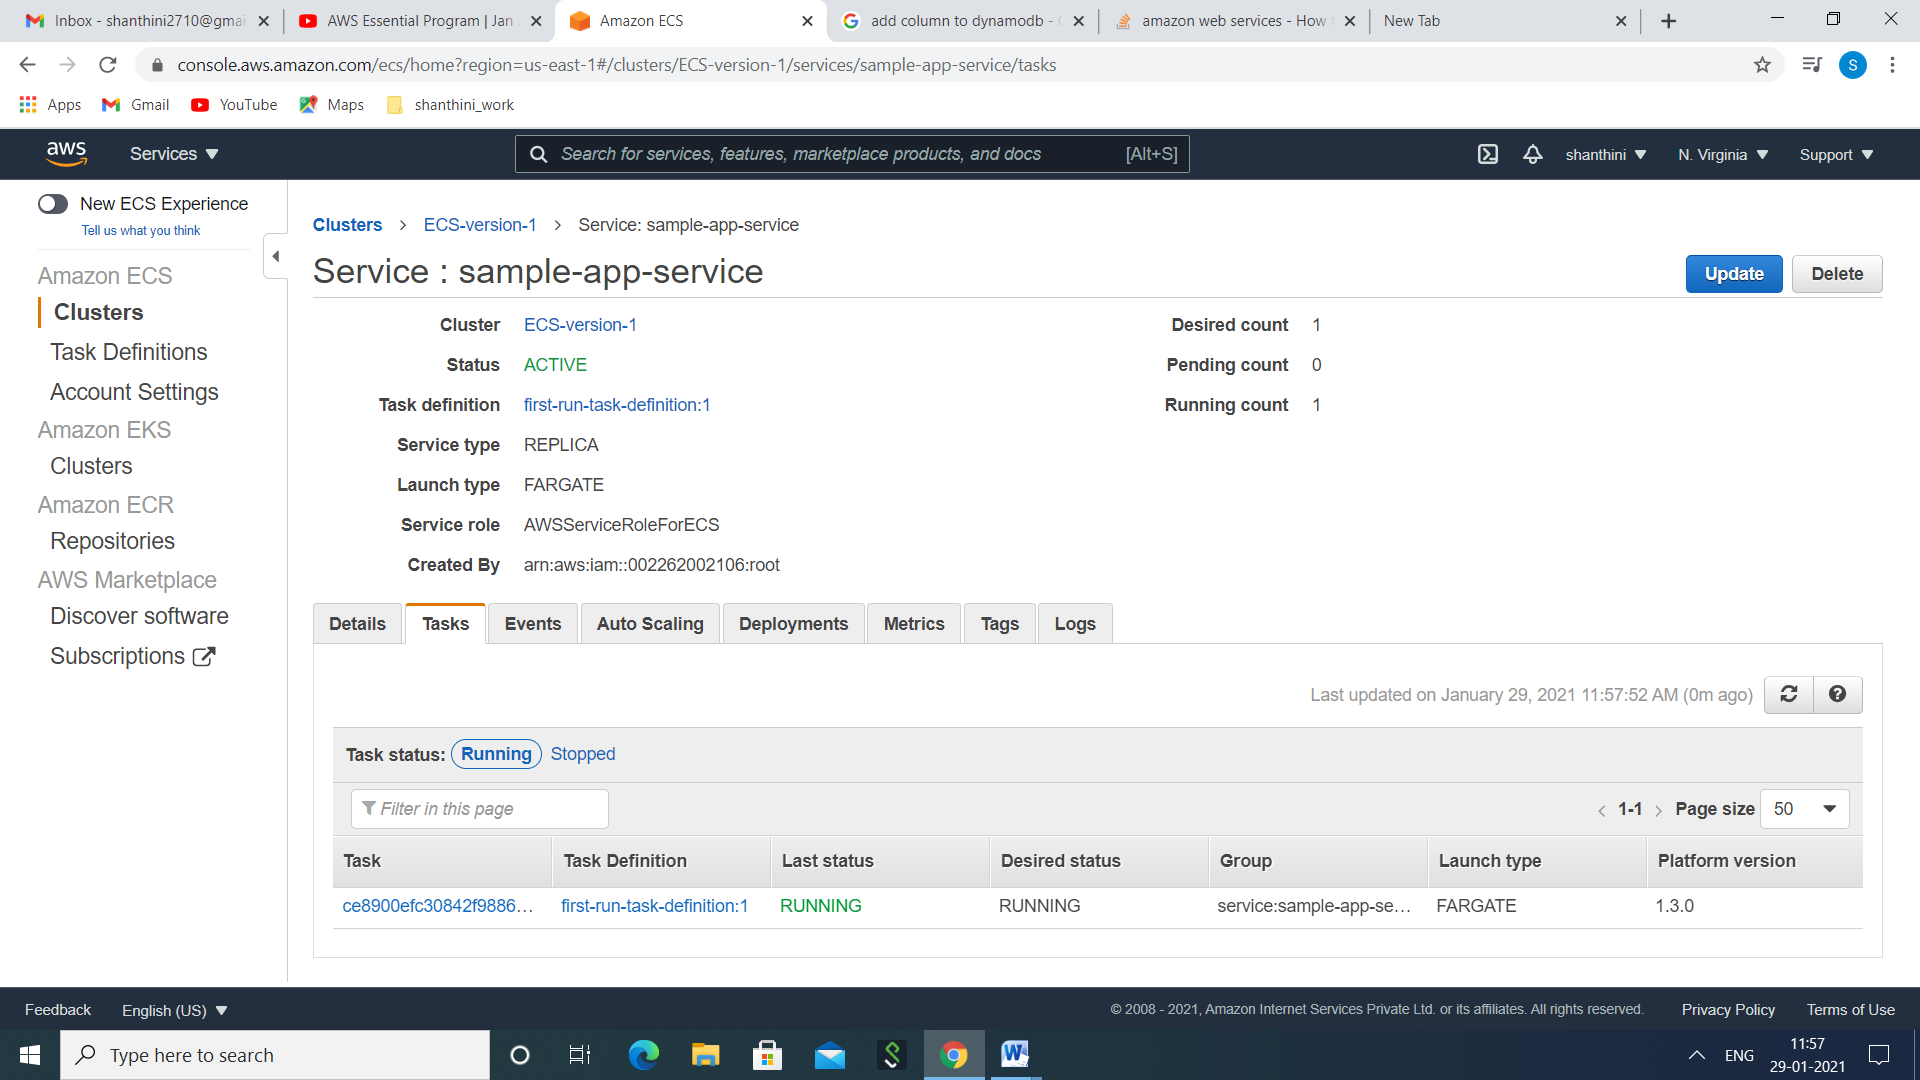 Inbox - shanthini2710@gmai
AWS Essential Program | Jan
Amazon ECS
add column to dynamodb -
amazon web services - How
New Tab
console.aws.amazon.com/ecs/home?region=us-east-1#/clusters/ECS-version-1/services/sample-app-service/tasks
S
Apps
Gmail
YouTube
Maps
shanthini_work
aws
Services
Search for services, features, marketplace products, and docs
[Alt+S]
shanthini
N. Virginia
Support
New ECS Experience
Tell us what you think
Amazon ECS
Clusters
Task Definitions
Account Settings
Amazon EKS
Clusters
Amazon ECR
Repositories
AWS Marketplace
Discover software
Subscriptions
Clusters > ECS-version-1 > Service: sample-app-service
Service : sample-app-service
Update
Delete
Cluster ECS-version-1
Status ACTIVE
Task definition first-run-task-definition:1
Service type REPLICA
Launch type FARGATE
Service role AWSServiceRoleForECS
Created By arn:aws:iam::002262002106:root
Desired count 1
Pending count 0
Running count 1
Details
Tasks
Events
Auto Scaling
Deployments
Metrics
Tags
Logs
Last updated on January 29, 2021 11:57:52 AM (0m ago)
Task status: Running Stopped
Filter in this page
1-1
Page size 50
Task Task Definition Last status Desired status Group Launch type Platform version
ce8900efc30842f9886... first-run-task-definition:1 RUNNING RUNNING service:sample-app-se... FARGATE 1.3.0
Feedback
English (US)
© 2008 - 2021, Amazon Internet Services Private Ltd. or its affiliates. All rights reserved.
Privacy Policy
Terms of Use
Type here to search
ENG
11:57
29-01-2021